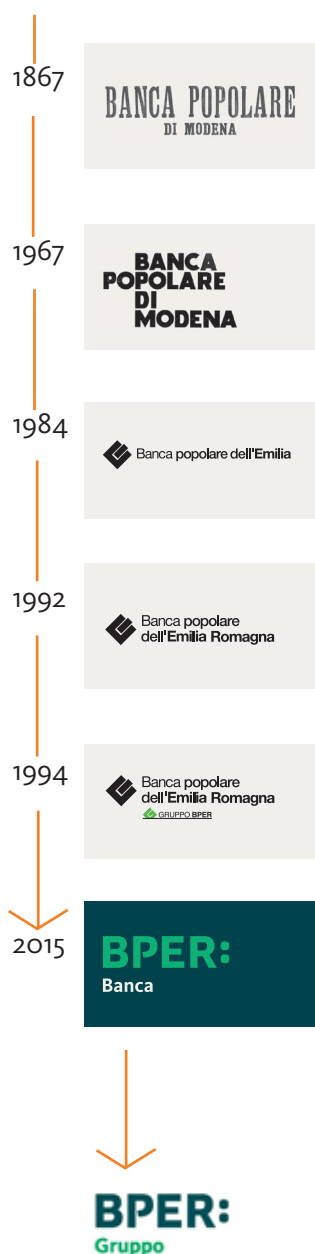 1867
BANCA POPOLARE
DI MODENA
1967
BANCA
POPOLARE
DI
MODENA
1984
Banca popolare dell'Emilia
1992
Banca popolare
dell'Emilia Romagna
1994
Banca popolare
dell'Emilia Romagna
GRUPPO BPER
2015
BPER:
Banca
BPER:
Gruppo